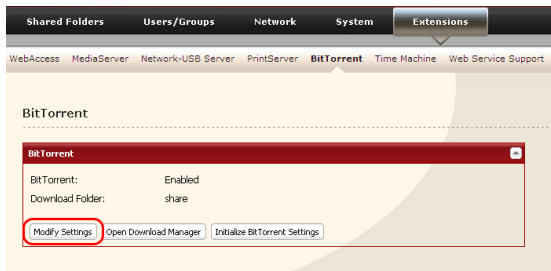 Shared Folders Users/Groups Network System Extensions
WebAccess MediaServer Network-USB Server PrintServer BitTorrent Time Machine Web Service Support
BitTorrent
BitTorrent
BitTorrent: Enabled
Download Folder: share
Modify Settings Open Download Manager Initialize BitTorrent Settings